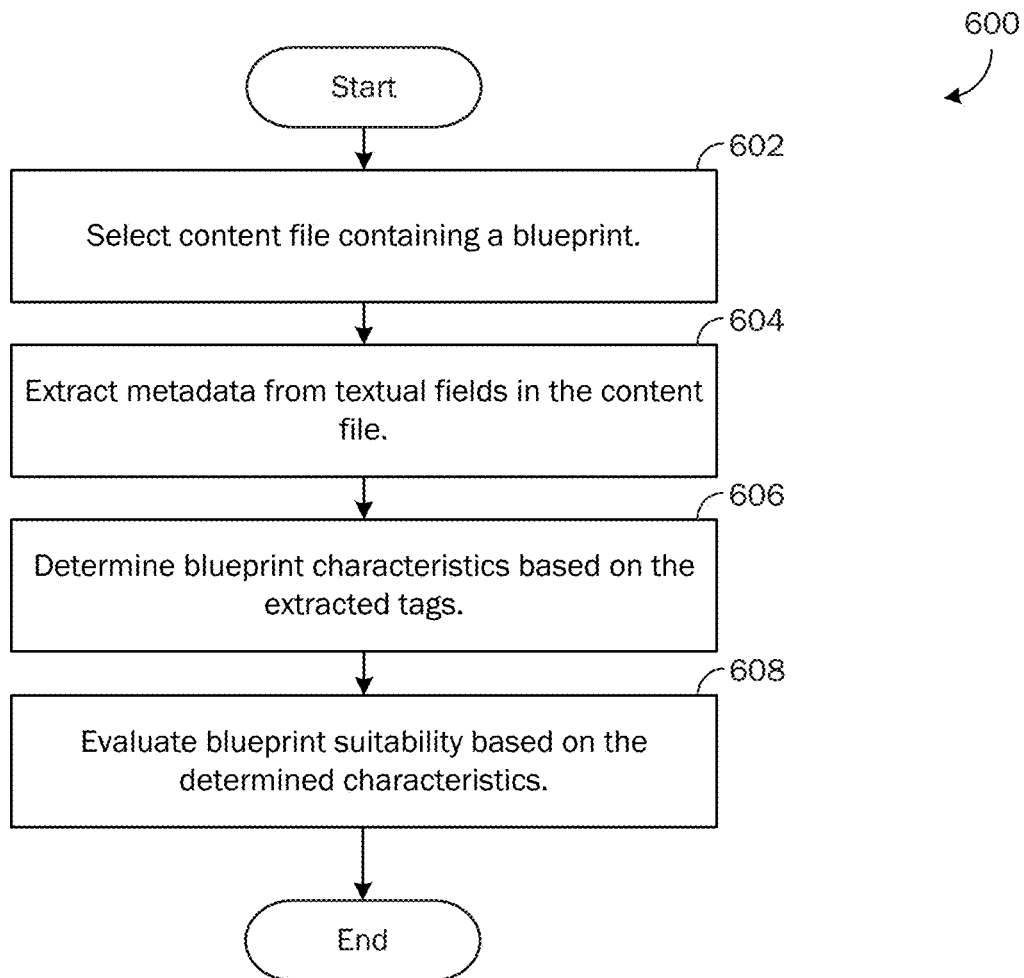 600
Start
602
Select content file containing a blueprint.
604
Extract metadata from textual fields in the content
file.
606
Determine blueprint characteristics based on the
extracted tags.
608
Evaluate blueprint suitability based on the
determined characteristics.
End